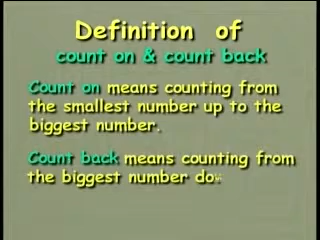 Definition of
count on & count back
Count on means counting from
the smallest number up to the
biggest number.
Count back means counting from
the biggest number do